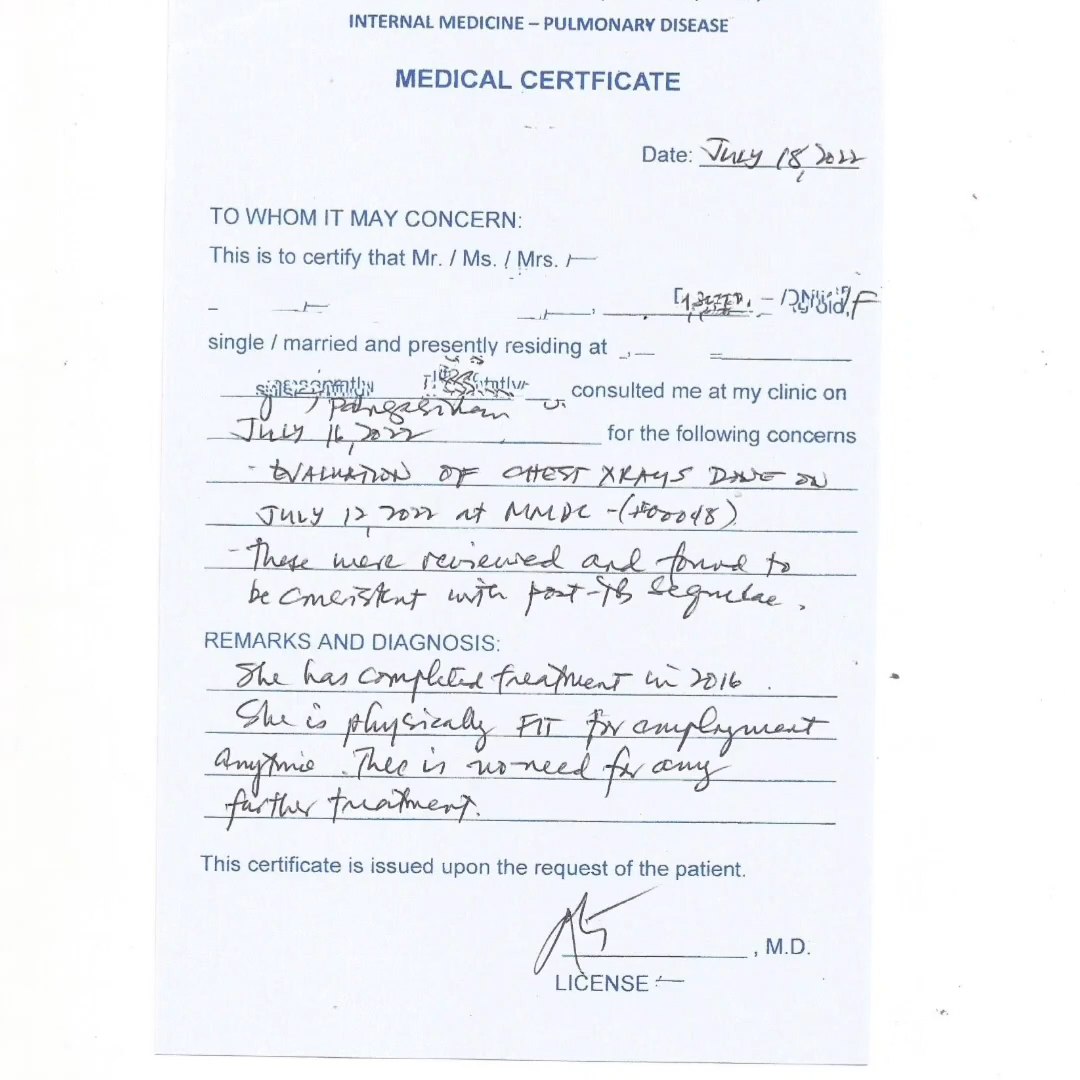 INTERNAL MEDICINE – PULMONARY DISEASE
MEDICAL CERTFICATE
Date: July 18, 2022
TO WHOM IT MAY CONCERN:
This is to certify that Mr. / Ms. / Mrs.
/F
single / married and presently residing at
consulted me at my clinic on
, Pangasinan
July 16, 2022 for the following concerns
- EVALUATION OF CHEST XRAYS DONE ON
JULY 12, 2022 at MMDC - (#00048)
- These were reviewed and found to
be consistent with post-TB sequelae.
REMARKS AND DIAGNOSIS:
She has completed treatment in 2016.
She is physically FIT for employment
Anytmie. Thee is no need for any
further treatment.
This certificate is issued upon the request of the patient.
, M.D.
LICENSE